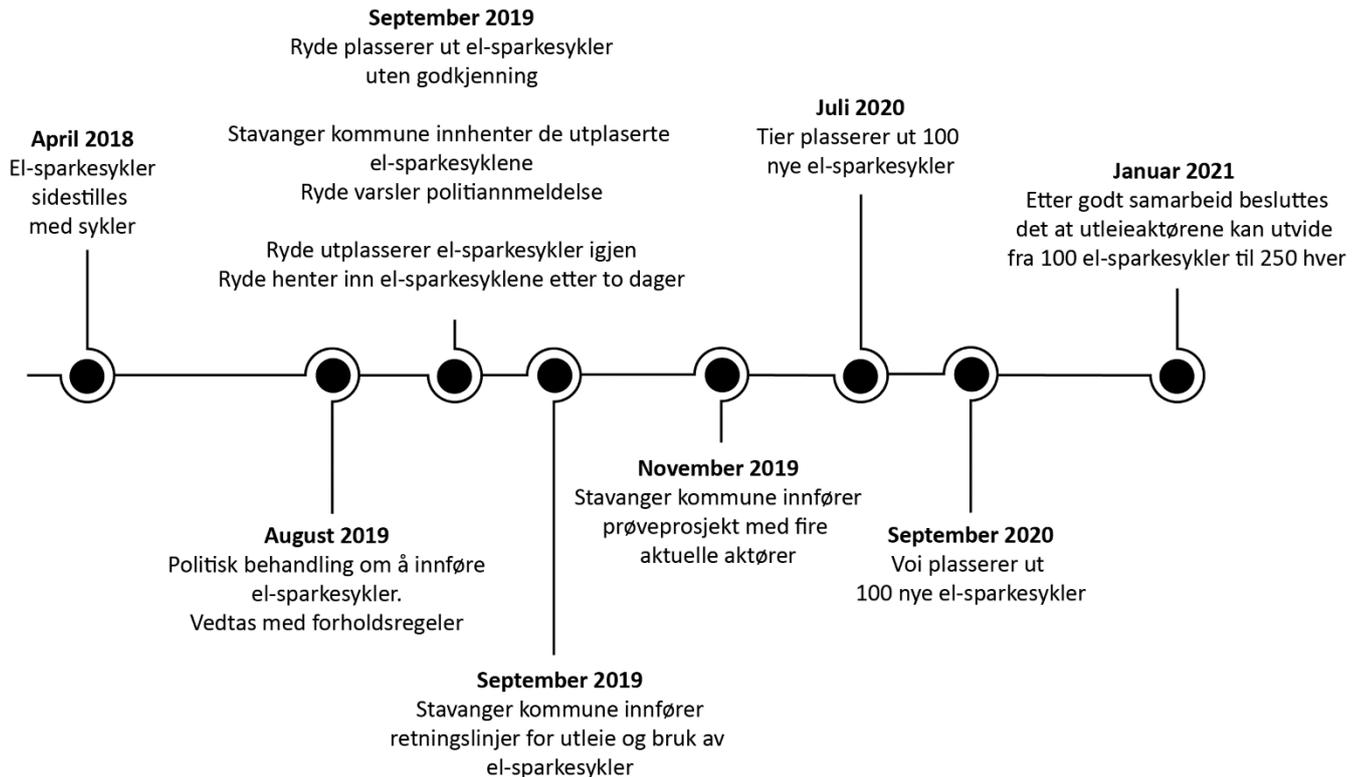 April 2018
El-sparkesykler
sidestilles
med sykler
August 2019
Politisk behandling om å innføre
el-sparkesykler.
Vedtas med forholdsregeler
September 2019
Ryde plasserer ut el-sparkesykler
uten godkjenning
Stavanger kommune innhenter de utplaserte
el-sparkesyklene
Ryde varsler politiannmeldelse
Ryde utplasserer el-sparkesykler igjen
Ryde henter inn el-sparkesyklene etter to dager
September 2019
Stavanger kommune innfører
retningslinjer for utleie og bruk av
el-sparkesykler
November 2019
Stavanger kommune innfører
prøveprosjekt med fire
aktuelle aktører
Juli 2020
Tier plasserer ut 100
nye el-sparkesykler
September 2020
Voi plasserer ut
100 nye el-sparkesykler
Januar 2021
Etter godt samarbeid besluttes
det at utleieaktørene kan utvide
fra 100 el-sparkesykler til 250 hver